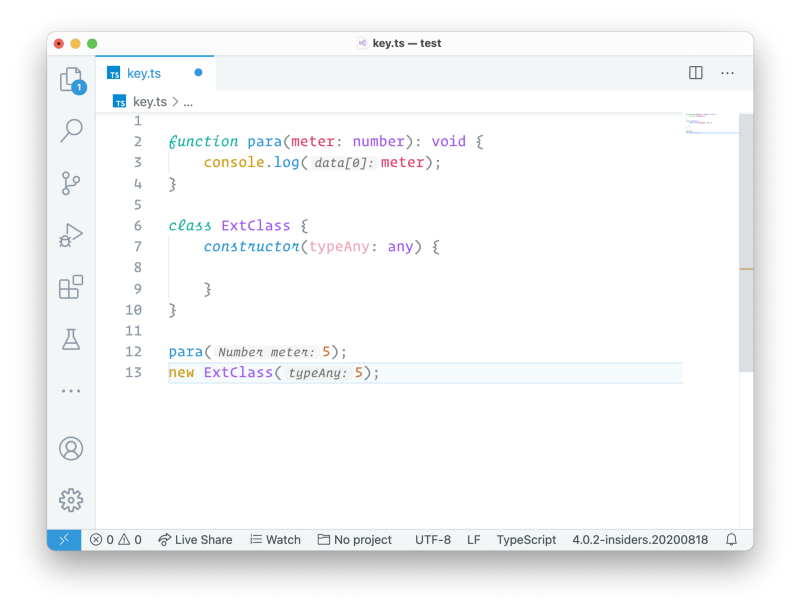 key.ts — test
TS key.ts
1
TS key.ts > ...
1
2 function para(meter: number): void {
3 console.log( data[0]: meter);
4 }
5
6 class ExtClass {
7 constructor(typeAny: any) {
8
9 }
10 }
11
12 para( Number meter: 5);
13 new ExtClass( typeAny: 5);
0 0 Live Share Watch No project UTF-8 LF TypeScript 4.0.2-insiders.20200818